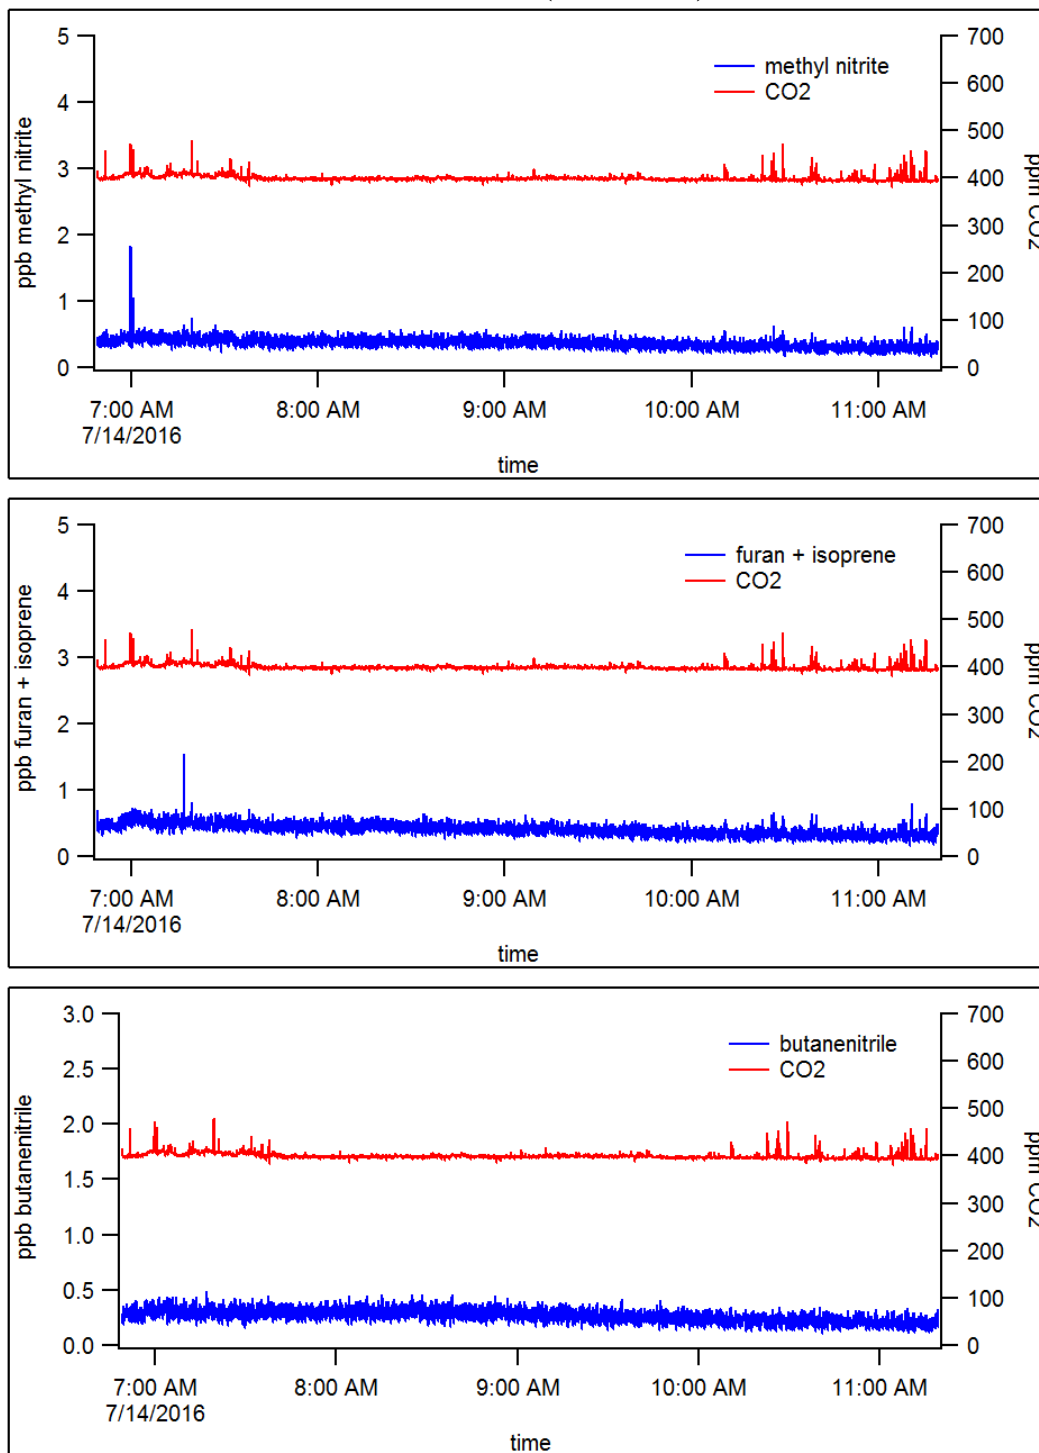 5
4
3
2
1
0
ppb methyl nitrite
700
600
500
400
300
200
100
0
ppm CO2
methyl nitrite
CO2
7:00 AM
7/14/2016
8:00 AM
9:00 AM
10:00 AM
11:00 AM
time
5
4
3
2
1
0
ppb furan + isoprene
700
600
500
400
300
200
100
0
ppm CO2
furan + isoprene
CO2
7:00 AM
7/14/2016
8:00 AM
9:00 AM
10:00 AM
11:00 AM
time
3.0
2.5
2.0
1.5
1.0
0.5
0.0
ppb butanenitrile
700
600
500
400
300
200
100
0
ppm CO2
butanenitrile
CO2
7:00 AM
7/14/2016
8:00 AM
9:00 AM
10:00 AM
11:00 AM
time